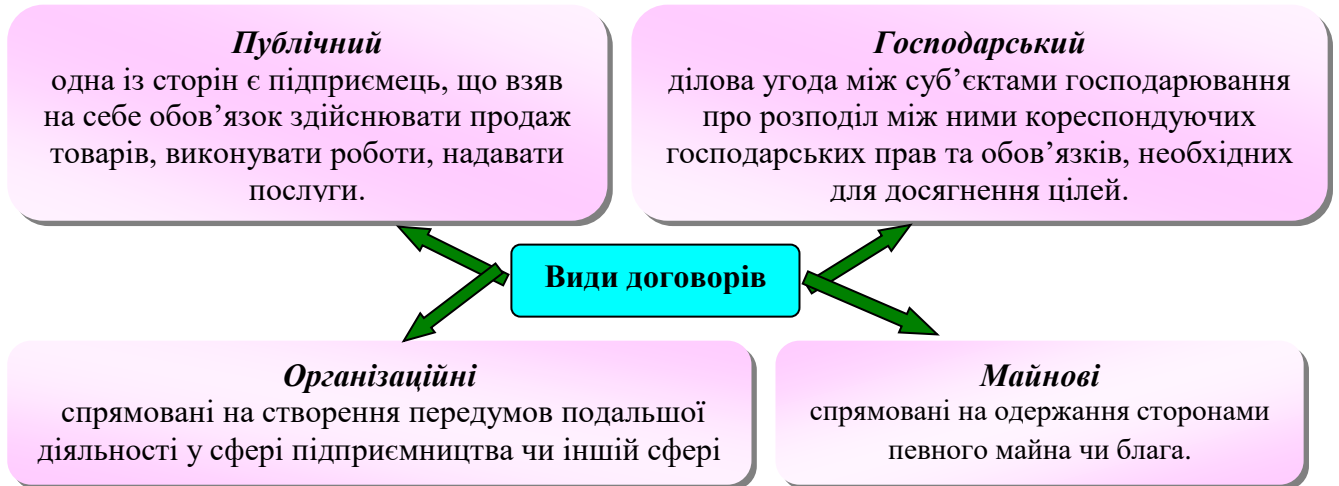 Публічний
одна із сторін є підприємець, що взяв
на себе обов’язок здійснювати продаж
товарів, виконувати роботи, надавати
послуги.
Господарський
ділова угода між суб’єктами господарювання
про розподіл між ними кореспондуючих
господарських прав та обов’язків, необхідних
для досягнення цілей.
Види договорів
Організаційні
спрямовані на створення передумов подальшої
діяльності у сфері підприємництва чи іншій сфері
Майнові
спрямовані на одержання сторонами
певного майна чи блага.